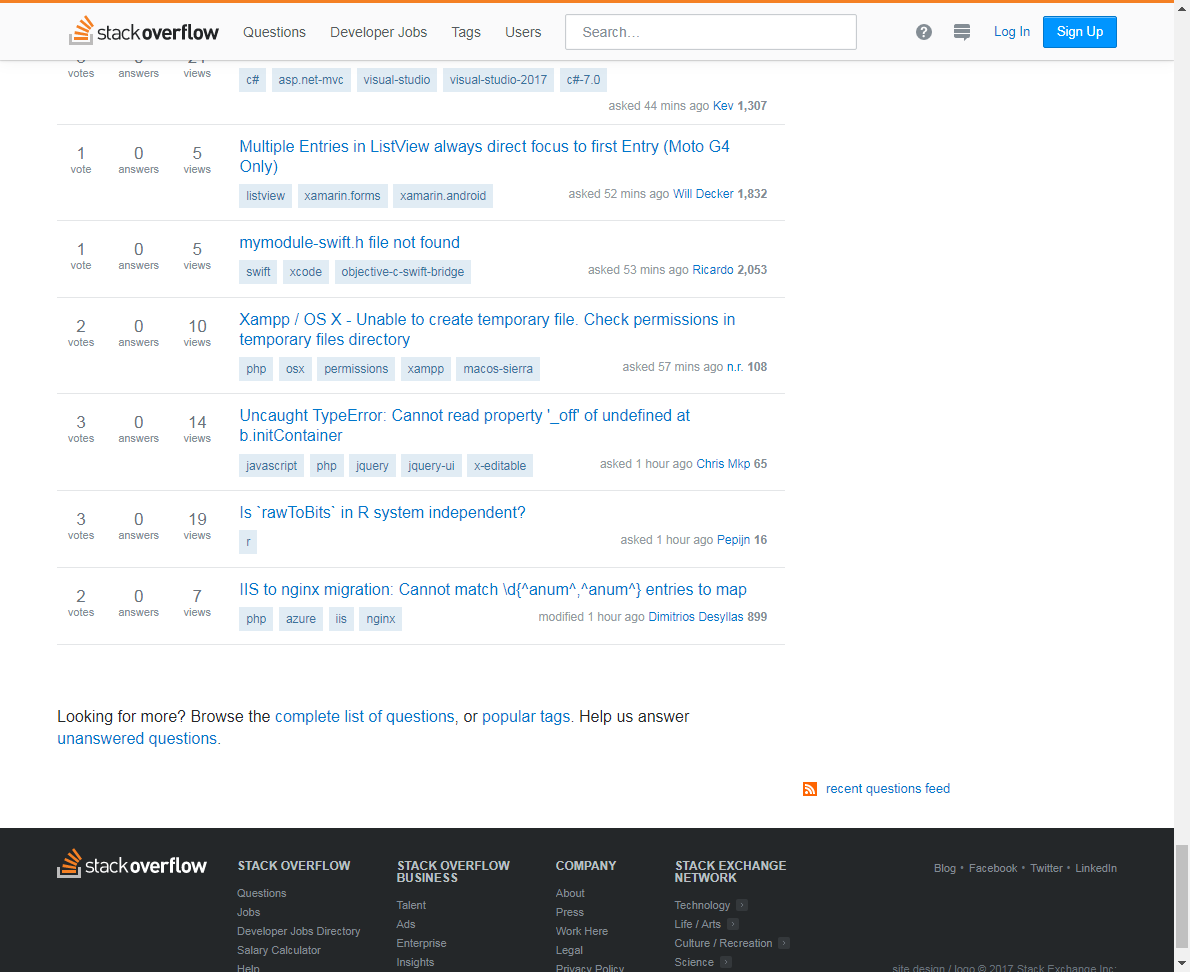 stackoverflow Questions Developer Jobs Tags Users Search... ? Log In Sign Up
votes answers views
c# asp.net-mvc visual-studio visual-studio-2017 c#-7.0
asked 44 mins ago Kev 1,307
1 0 5 Multiple Entries in ListView always direct focus to first Entry (Moto G4
vote answers views Only)
listview xamarin.forms xamarin.android asked 52 mins ago Will Decker 1,832
1 0 5 mymodule-swift.h file not found
vote answers views
swift xcode objective-c-swift-bridge asked 53 mins ago Ricardo 2,053
2 0 10 Xampp / OS X - Unable to create temporary file. Check permissions in
votes answers views temporary files directory
php osx permissions xampp macos-sierra asked 57 mins ago n.r. 108
3 0 14 Uncaught TypeError: Cannot read property '_off' of undefined at
votes answers views b.initContainer
javascript php jquery jquery-ui x-editable asked 1 hour ago Chris Mkp 65
3 0 19 Is `rawToBits` in R system independent?
votes answers views
r asked 1 hour ago Pepijn 16
2 0 7 IIS to nginx migration: Cannot match \d{^anum^,^anum^} entries to map
votes answers views
php azure iis nginx modified 1 hour ago Dimitrios Desyllas 899
Looking for more? Browse the complete list of questions, or popular tags. Help us answer
unanswered questions.
recent questions feed
stackoverflow
STACK OVERFLOW
Questions
Jobs
Developer Jobs Directory
Salary Calculator
Help
STACK OVERFLOW
BUSINESS
Talent
Ads
Enterprise
Insights
COMPANY
About
Press
Work Here
Legal
Privacy Policy
STACK EXCHANGE
NETWORK
Technology
Life / Arts
Culture / Recreation
Science
Blog • Facebook • Twitter • LinkedIn
site design / logo © 2017 Stack Exchange Inc;